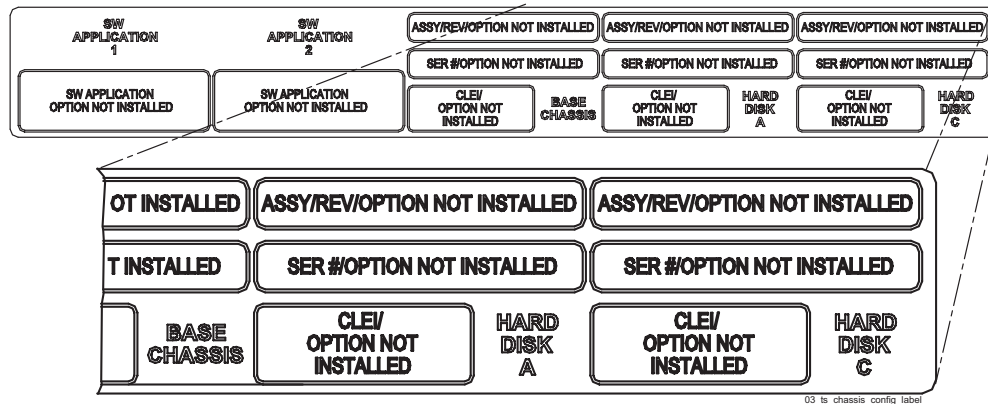 SW
APPLICATION
1
SW
APPLICATION
2
ASSY/REV/OPTION NOT INSTALLED
ASSY/REV/OPTION NOT INSTALLED
ASSY/REV/OPTION NOT INSTALLED
SER #/OPTION NOT INSTALLED
SER #/OPTION NOT INSTALLED
SER #/OPTION NOT INSTALLED
SW APPLICATION
OPTION NOT INSTALLED
SW APPLICATION
OPTION NOT INSTALLED
CLEI/
OPTION NOT
INSTALLED
BASE
CHASSIS
CLEI/
OPTION NOT
INSTALLED
HARD
DISK
A
CLEI/
OPTION NOT
INSTALLED
HARD
DISK
C
OT INSTALLED
ASSY/REV//OPTION NOT INSTALLED
ASSY/REV//OPTION NOT INSTALLED
T INSTALLED
SER #/OPTION NOT INSTALLED
SER #/OPTION NOT INSTALLED
BASE
CHASSIS
CLEI/
OPTION NOT
INSTALLED
HARD
DISK
A
CLEI/
OPTION NOT
INSTALLED
HARD
DISK
C
03_ts_chassis_config_label